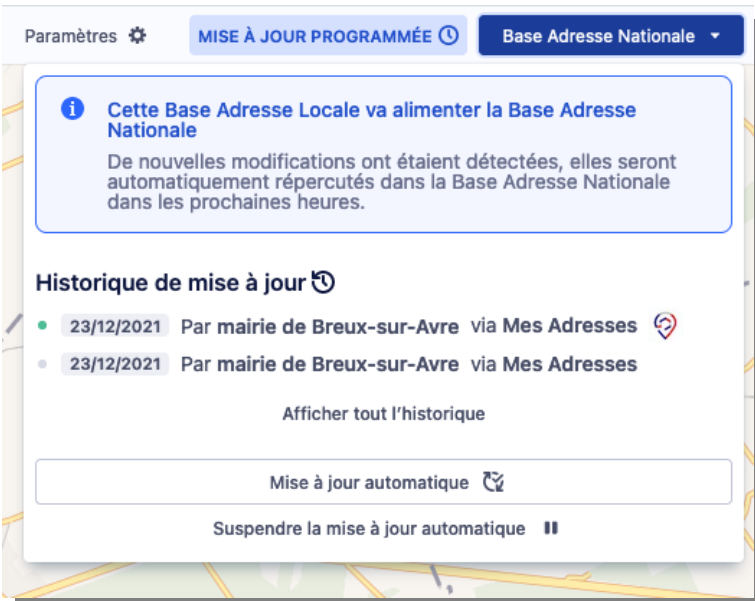 Paramètres
MISE À JOUR PROGRAMMÉE
Base Adresse Nationale
Cette Base Adresse Locale va alimenter la Base Adresse
Nationale
De nouvelles modifications ont étaient détectées, elles seront
automatiquement répercutés dans la Base Adresse Nationale
dans les prochaines heures.
Historique de mise à jour
23/12/2021 Par mairie de Breux-sur-Avre via Mes Adresses
23/12/2021 Par mairie de Breux-sur-Avre via Mes Adresses
Afficher tout l'historique
Mise à jour automatique
Suspendre la mise à jour automatique